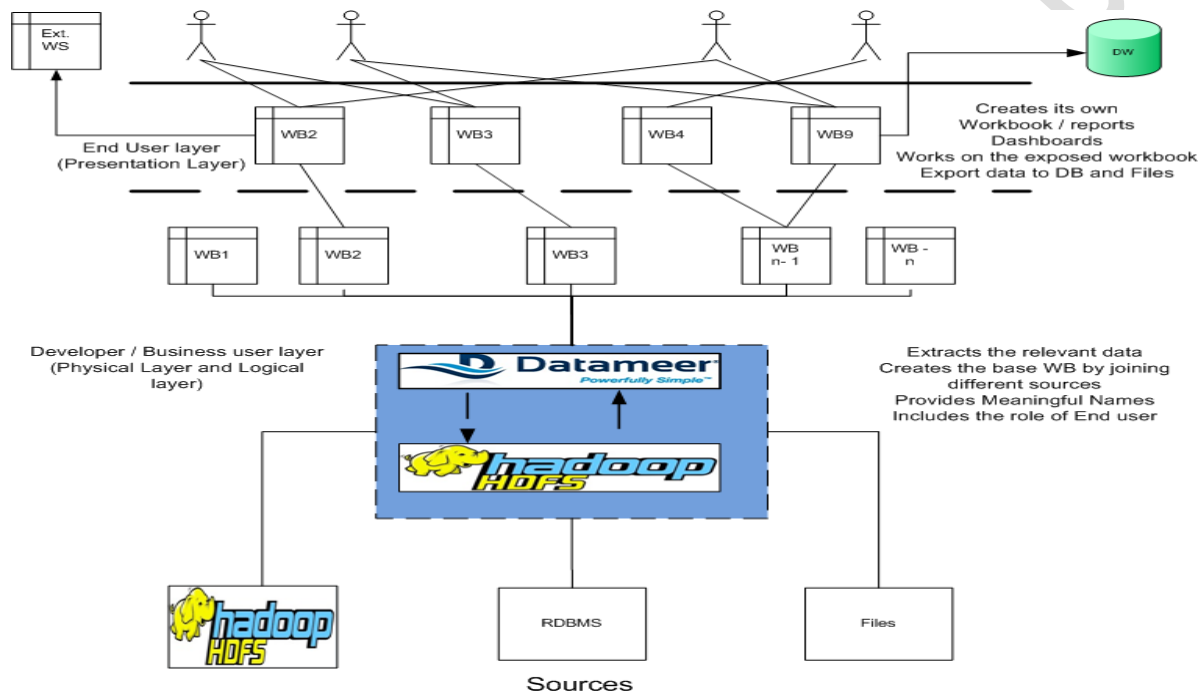 Ext.
WS
DW
WB2
WB3
WB4
WB9
End User layer
(Presentation Layer)
Creates its own
Workbook / reports
Dashboards
Works on the exposed workbook
Export data to DB and Files
WB1
WB2
WB3
WB
n- 1
WB -
n
Developer / Business user layer
(Physical Layer and Logical
layer)
Datameer
Powerfully Simple™
hadoop
HDFS
Extracts the relevant data
Creates the base WB by joining
different sources
Provides Meaningful Names
Includes the role of End user
hadoop
HDFS
RDBMS
Files
Sources